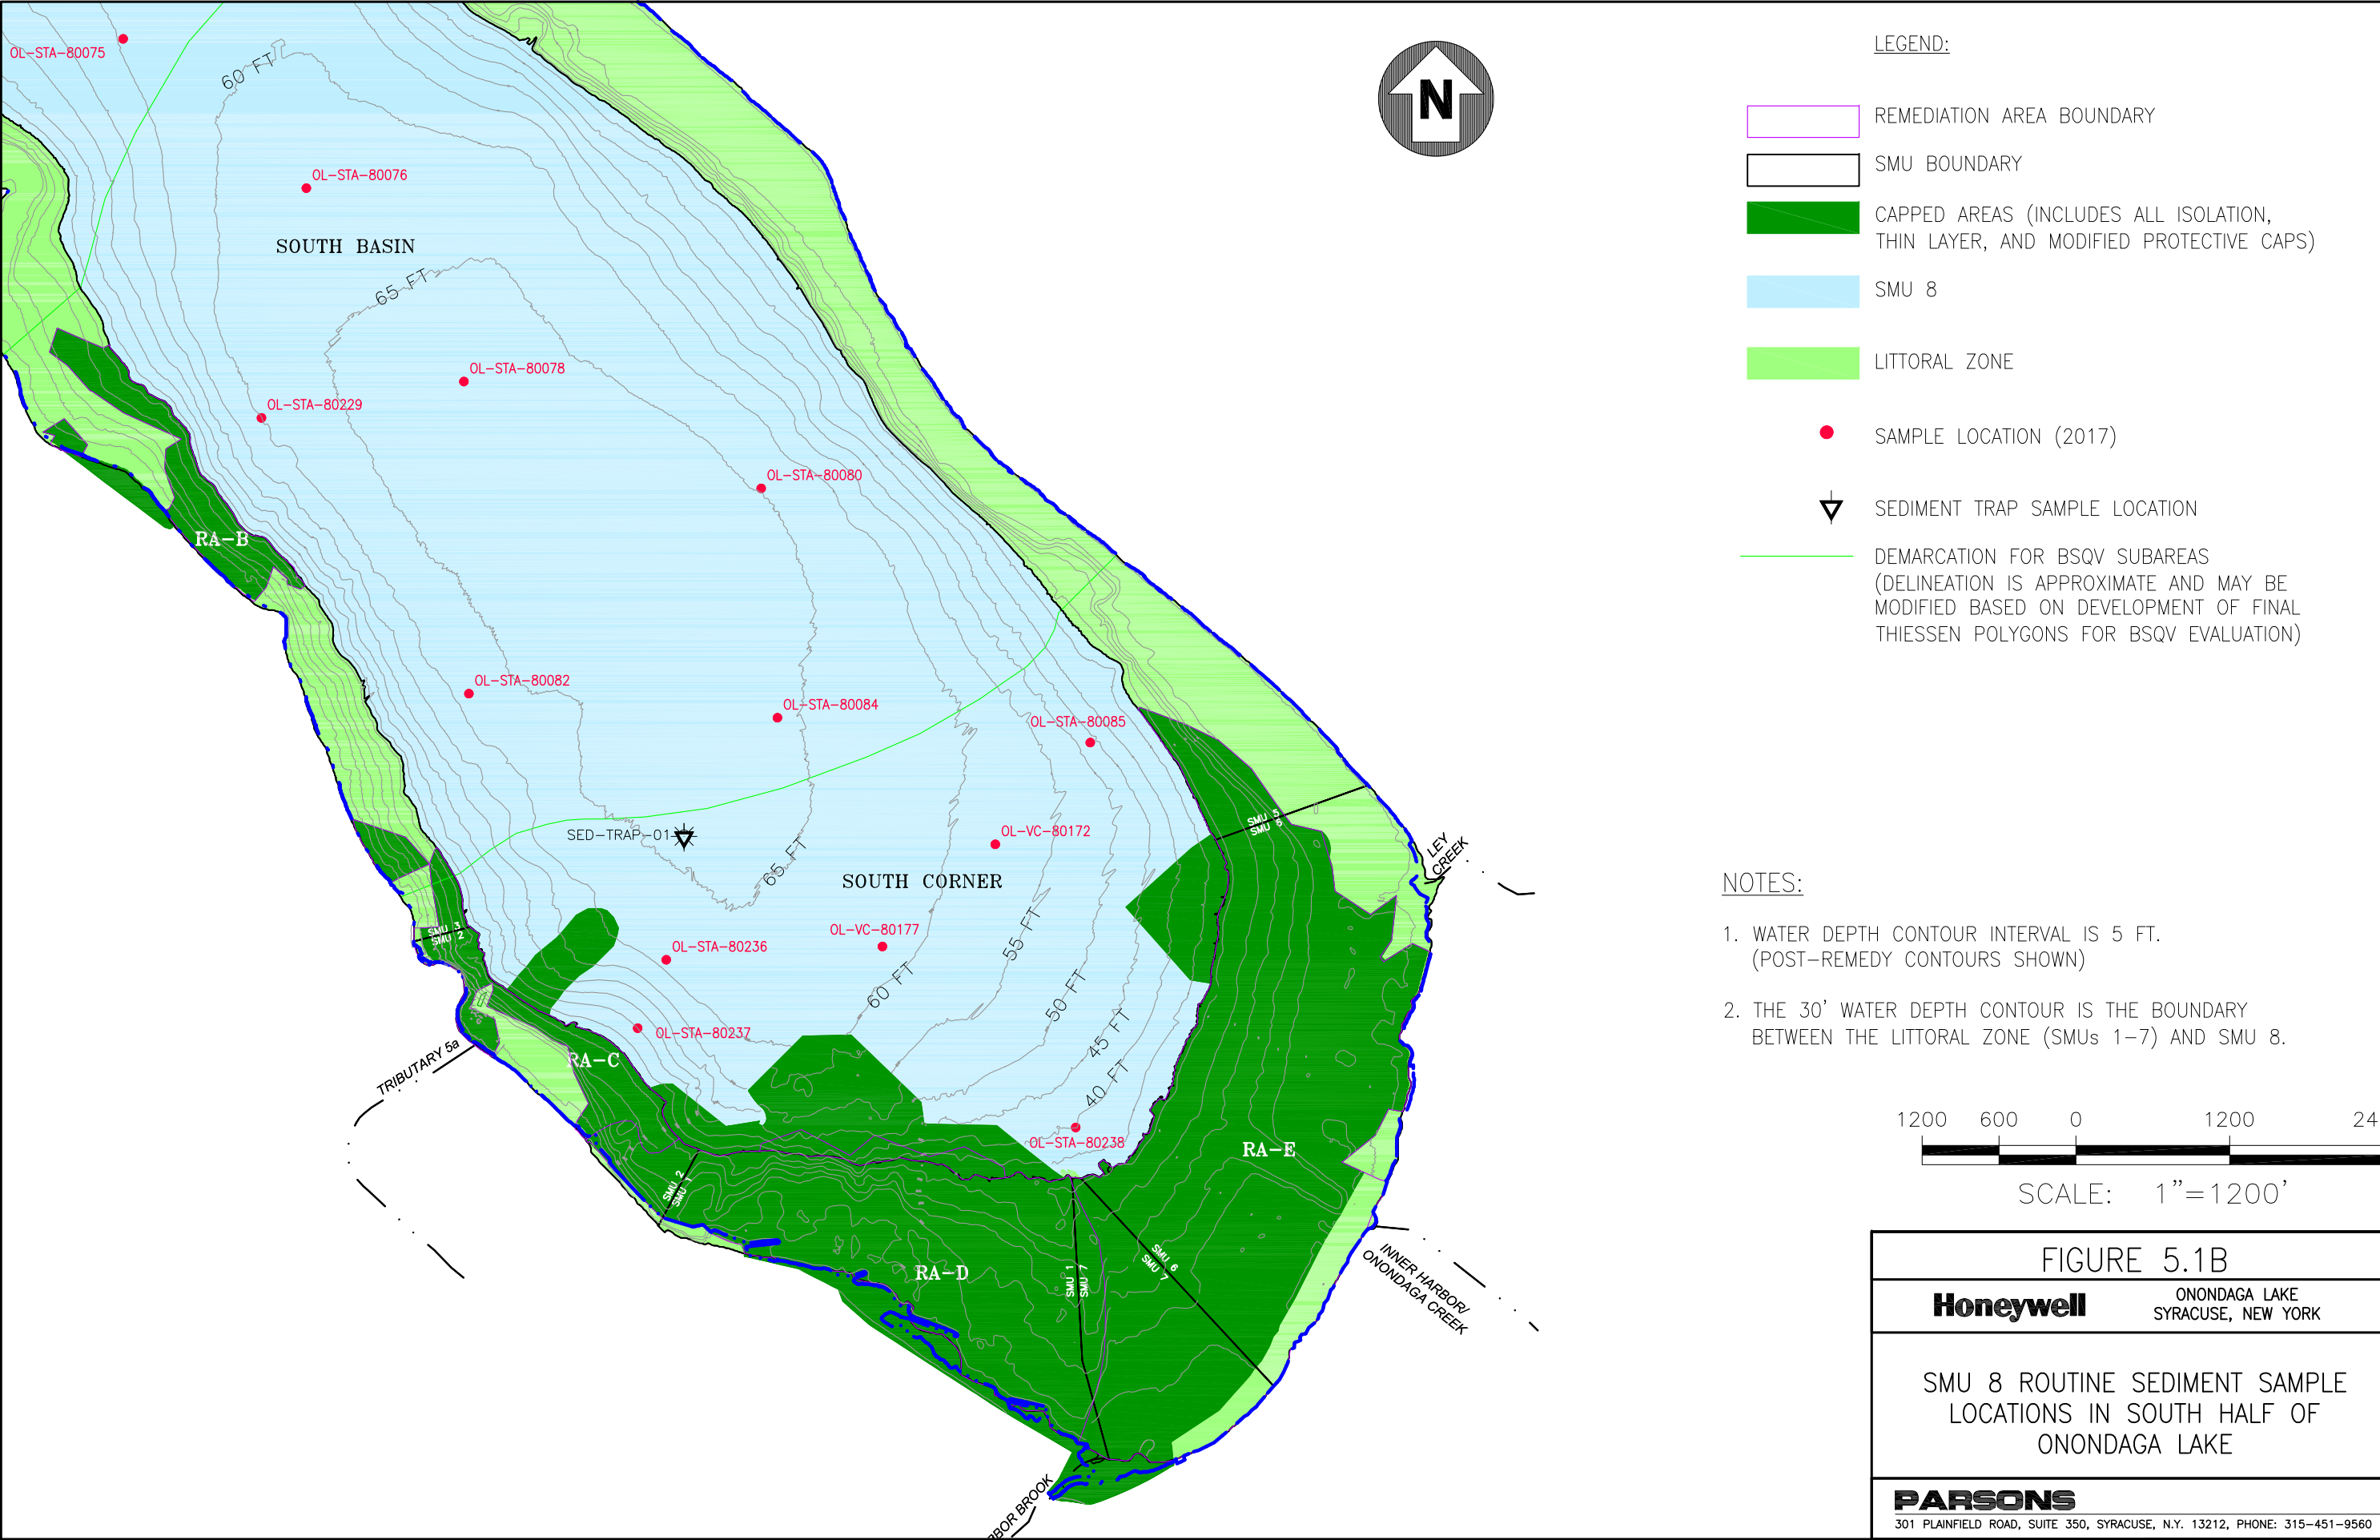 OL-STA-80075
60 FT
OL-STA-80076
SOUTH BASIN
65 FT
OL-STA-80078
OL-STA-80229
OL-STA-80080
RA-B
OL-STA-80082
OL-STA-80084
OL-STA-80085
SED-TRAP-01
65 FT
OL-VC-80172
SOUTH CORNER
SMU 5
SMU 6
LEY
CREEK
SMU 3
SMU 2
OL-VC-80177
OL-STA-80236
55 FT
60 FT
50 FT
OL-STA-80237
45 FT
TRIBUTARY 5a
RA-C
40 FT
OL-STA-80238
RA-E
SMU 2
SMU 1
RA-D
SMU 1
SMU 7
SMU 6
SMU 7
INNER HARBOR/
ONONDAGA CREEK
BBOR BROOK
N
LEGEND:
REMEDIATION AREA BOUNDARY
SMU BOUNDARY
CAPPED AREAS (INCLUDES ALL ISOLATION,
THIN LAYER, AND MODIFIED PROTECTIVE CAPS)
SMU 8
LITTORAL ZONE
SAMPLE LOCATION (2017)
SEDIMENT TRAP SAMPLE LOCATION
DEMARCATION FOR BSQV SUBAREAS
(DELINEATION IS APPROXIMATE AND MAY BE
MODIFIED BASED ON DEVELOPMENT OF FINAL
THIESSEN POLYGONS FOR BSQV EVALUATION)
NOTES:
1. WATER DEPTH CONTOUR INTERVAL IS 5 FT.
(POST-REMEDY CONTOURS SHOWN)
2. THE 30' WATER DEPTH CONTOUR IS THE BOUNDARY
BETWEEN THE LITTORAL ZONE (SMUs 1-7) AND SMU 8.
1200 600 0 1200 24
SCALE: 1"=1200'
FIGURE 5.1B
Honeywell
ONONDAGA LAKE
SYRACUSE, NEW YORK
SMU 8 ROUTINE SEDIMENT SAMPLE
LOCATIONS IN SOUTH HALF OF
ONONDAGA LAKE
PARSONS
301 PLAINFIELD ROAD, SUITE 350, SYRACUSE, N.Y. 13212, PHONE: 315-451-9560